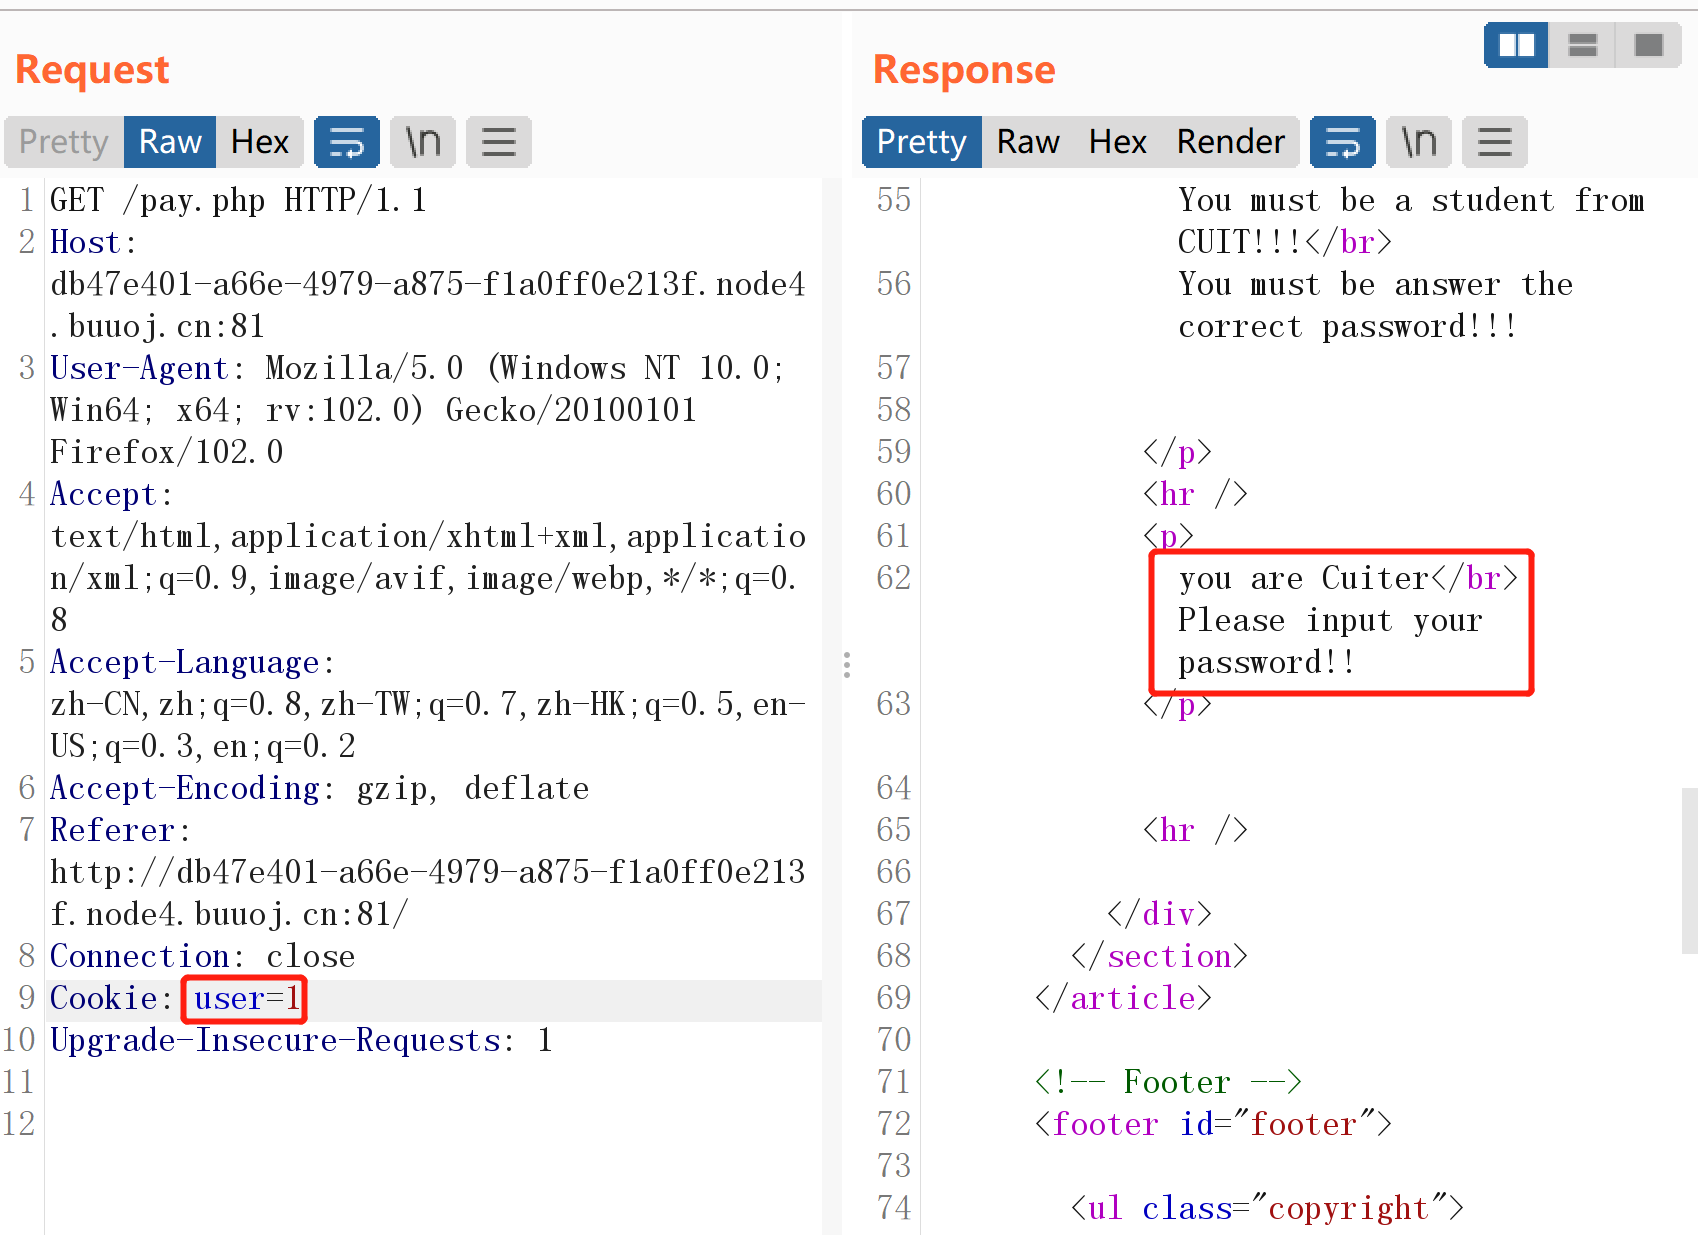 Request
Pretty Raw Hex \n
1 GET /pay.php HTTP/1.1
2 Host:
db47e401-a66e-4979-a875-f1a0ff0e213f.node4
.buuoj.cn:81
3 User-Agent: Mozilla/5.0 (Windows NT 10.0;
Win64; x64; rv:102.0) Gecko/20100101
Firefox/102.0
4 Accept:
text/html,application/xhtml+xml,applicatio
n/xml;q=0.9,image/avif,image/webp,*/*;q=0.
8
5 Accept-Language:
zh-CN,zh;q=0.8,zh-TW;q=0.7,zh-HK;q=0.5,en-
US;q=0.3,en;q=0.2
6 Accept-Encoding: gzip, deflate
7 Referer:
http://db47e401-a66e-4979-a875-f1a0ff0e213
f.node4.buuoj.cn:81/
8 Connection: close
9 Cookie: user=1
10 Upgrade-Insecure-Requests: 1
11
12
Response
Pretty Raw Hex Render \n
55 You must be a student from
CUIT!!!</br>
56 You must be answer the
correct password!!!
57
58
59 </p>
60 <hr />
61 <p>
62 you are Cuiter</br>
Please input your
password!!
63 </p>
64
65 <hr />
66
67 </div>
68 </section>
69 </article>
70
71 <!-- Footer -->
72 <footer id="footer">
73
74 <ul class="copyright">